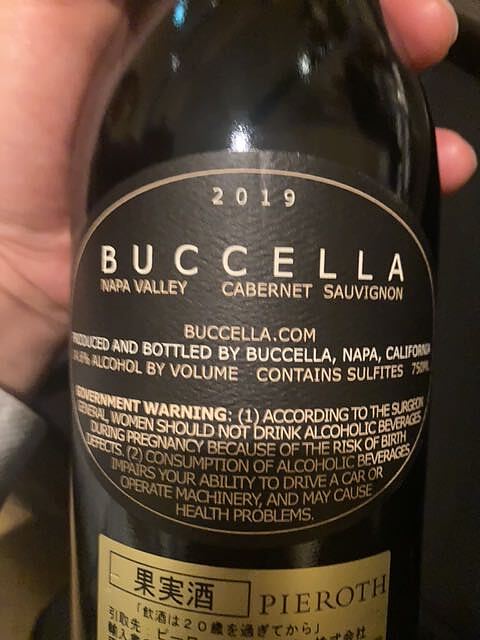 2019
BUCCELLA
NAPA VALLEY CABERNET SAUVIGNON
BUCCELLA.COM
PRODUCED AND BOTTLED BY BUCCELLA, NAPA, CALIFORNIA
ALCOHOL BY VOLUME CONTAINS SULFITES 750ML
GOVERNMENT WARNING: (1) ACCORDING TO THE SURGEON
GENERAL, WOMEN SHOULD NOT DRINK ALCOHOLIC BEVERAGES
DURING PREGNANCY BECAUSE OF THE RISK OF BIRTH
DEFECTS. (2) CONSUMPTION OF ALCOHOLIC BEVERAGES
IMPAIRS YOUR ABILITY TO DRIVE A CAR OR
OPERATE MACHINERY, AND MAY CAUSE
HEALTH PROBLEMS.
果実酒 PIEROTH
「飲酒は20歳を過ぎてから」
引取先